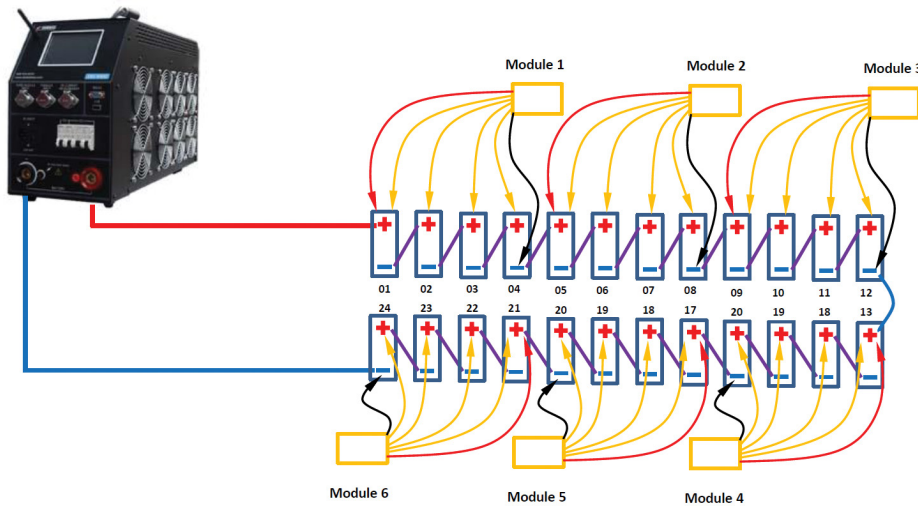 Module 1
Module 2
Module 3
01 02 03 04 05 06 07 08 09 10 11 12
24 23 22 21 20 19 18 17 20 19 18 13
Module 6
Module 5
Module 4